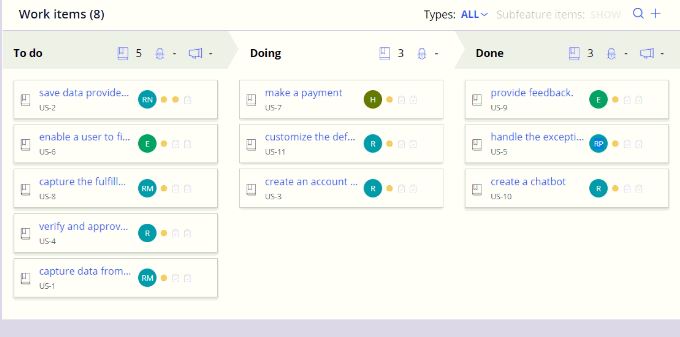 Work items (8)
Types: ALL
Subfeature items: SHOW
To do 5 - -
save data provide... RN
US-2
enable a user to fi... E
US-6
capture the fulfill... RM
US-8
verify and approv... R
US-4
capture data from... RM
US-1
Doing 3 -
make a payment H
US-7
customize the def... R
US-11
create an account ... R
US-3
Done 3 - -
provide feedback. E
US-9
handle the excepti... RP
US-5
create a chatbot R
US-10